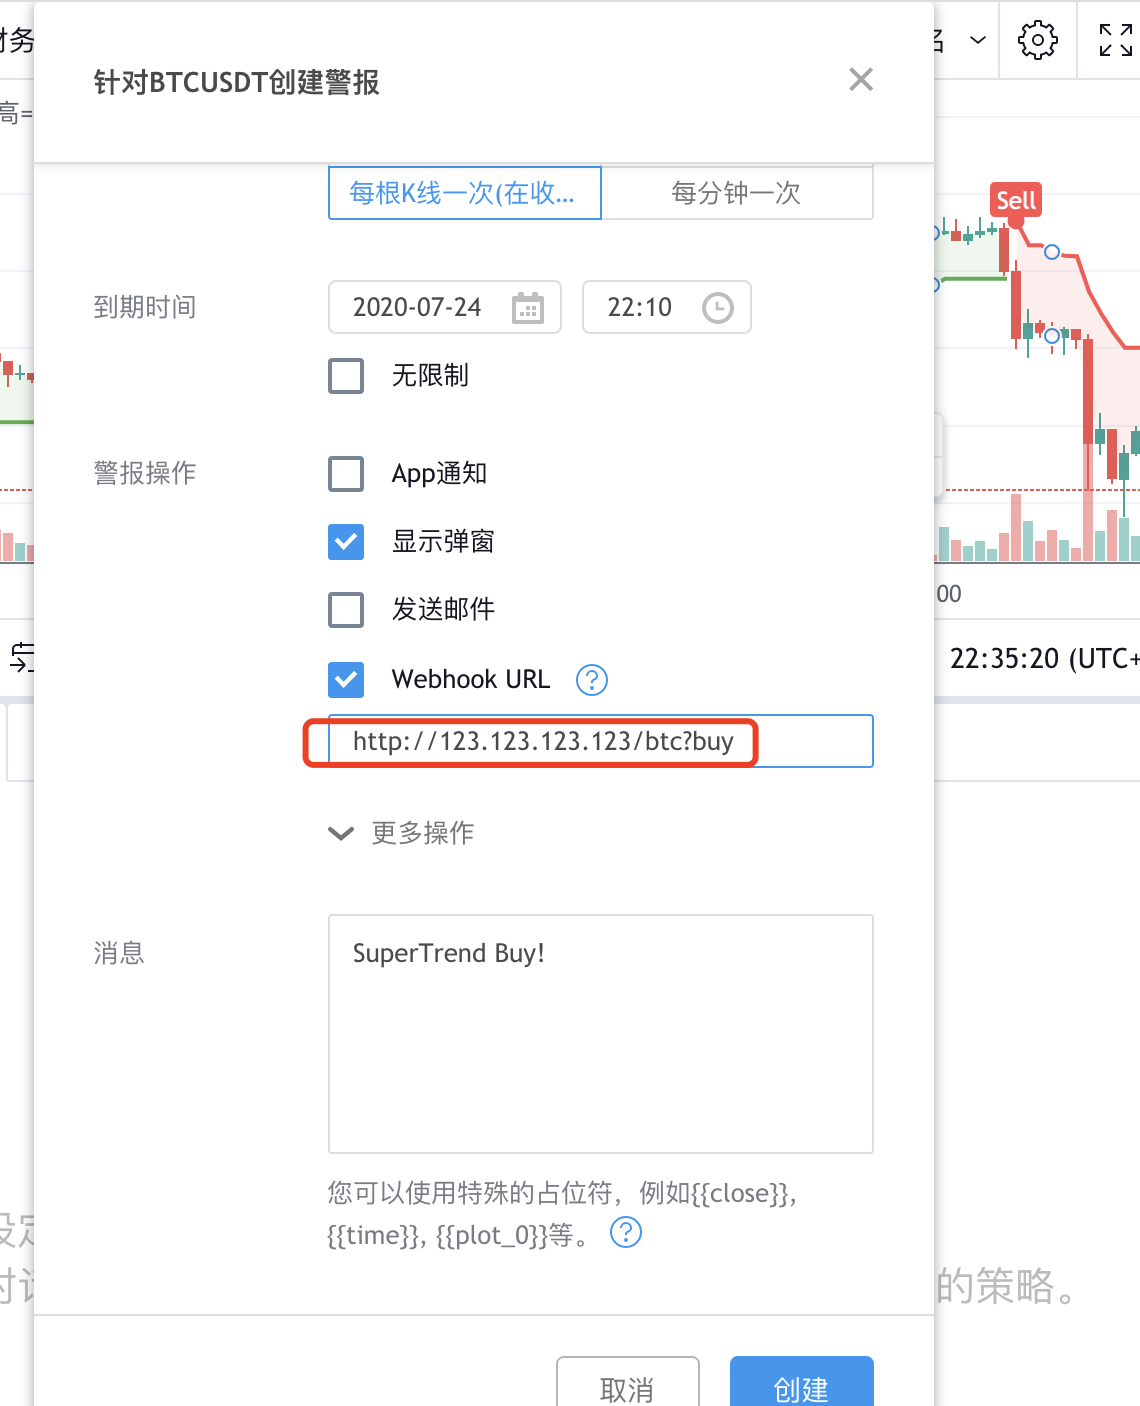 针对BTCUSDT创建警报
高=
每根K线一次(在收...
每分钟一次
Sell
到期时间
2020-07-24
22:10
无限制
警报操作
App通知
显示弹窗
发送邮件
00
Webhook URL
22:35:20 (UTC+
http://123.123.123.123/btc?buy
更多操作
消息
SuperTrend Buy!
您可以使用特殊的占位符，例如{{close}},
{{time}}, {{plot_0}}等。
的策略。
取消
创建